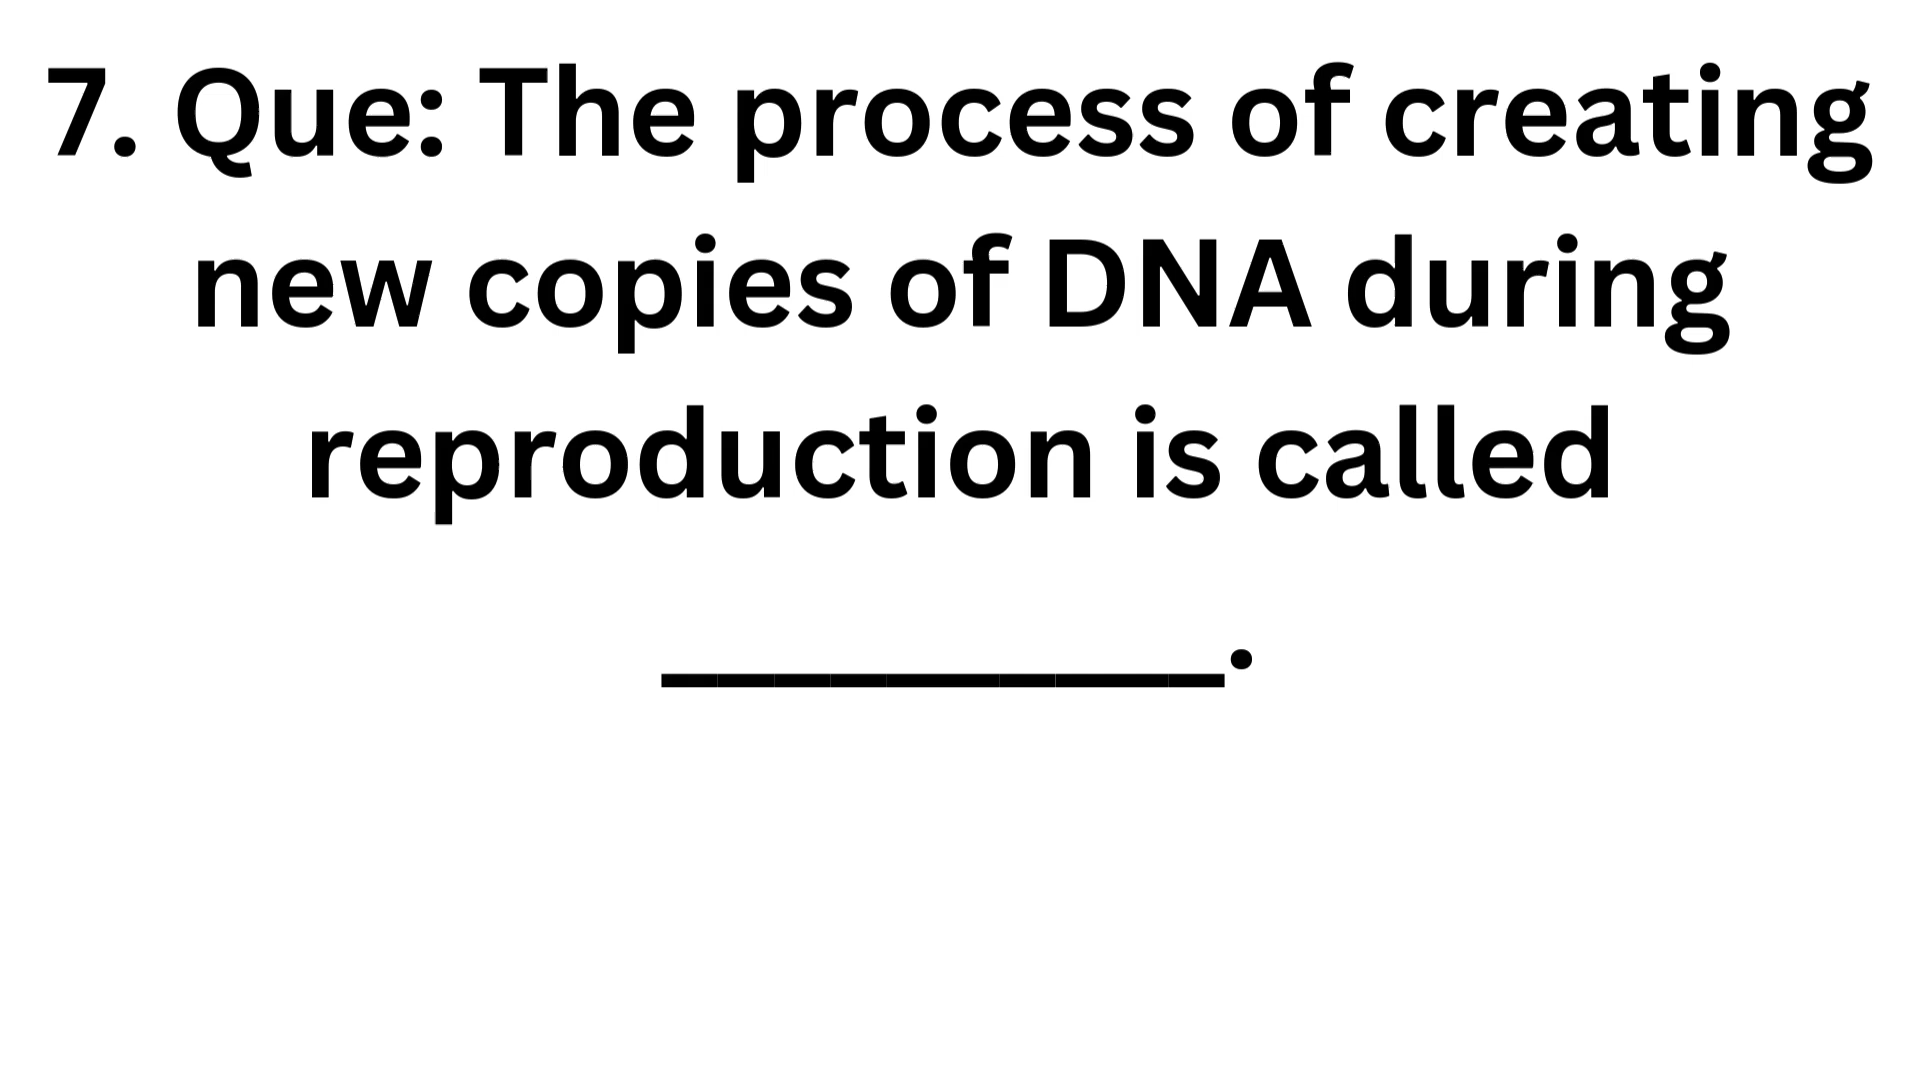 7. Que: The process of creating
new copies of DNA during
reproduction is called
__________.